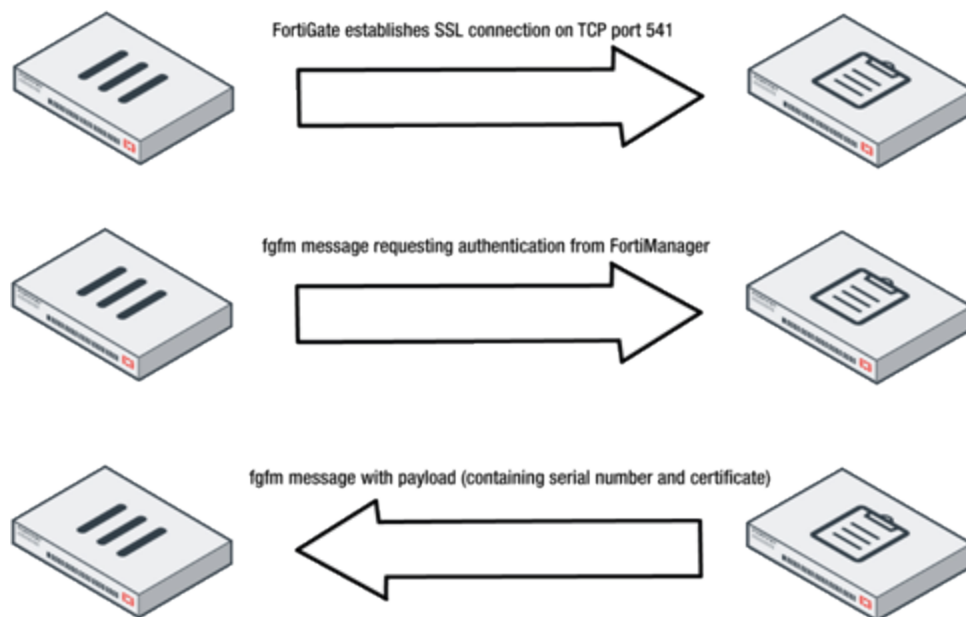 FortiGate establishes SSL connection on TCP port 541
fgfm message requesting authentication from FortiManager
fgfm message with payload (containing serial number and certificate)